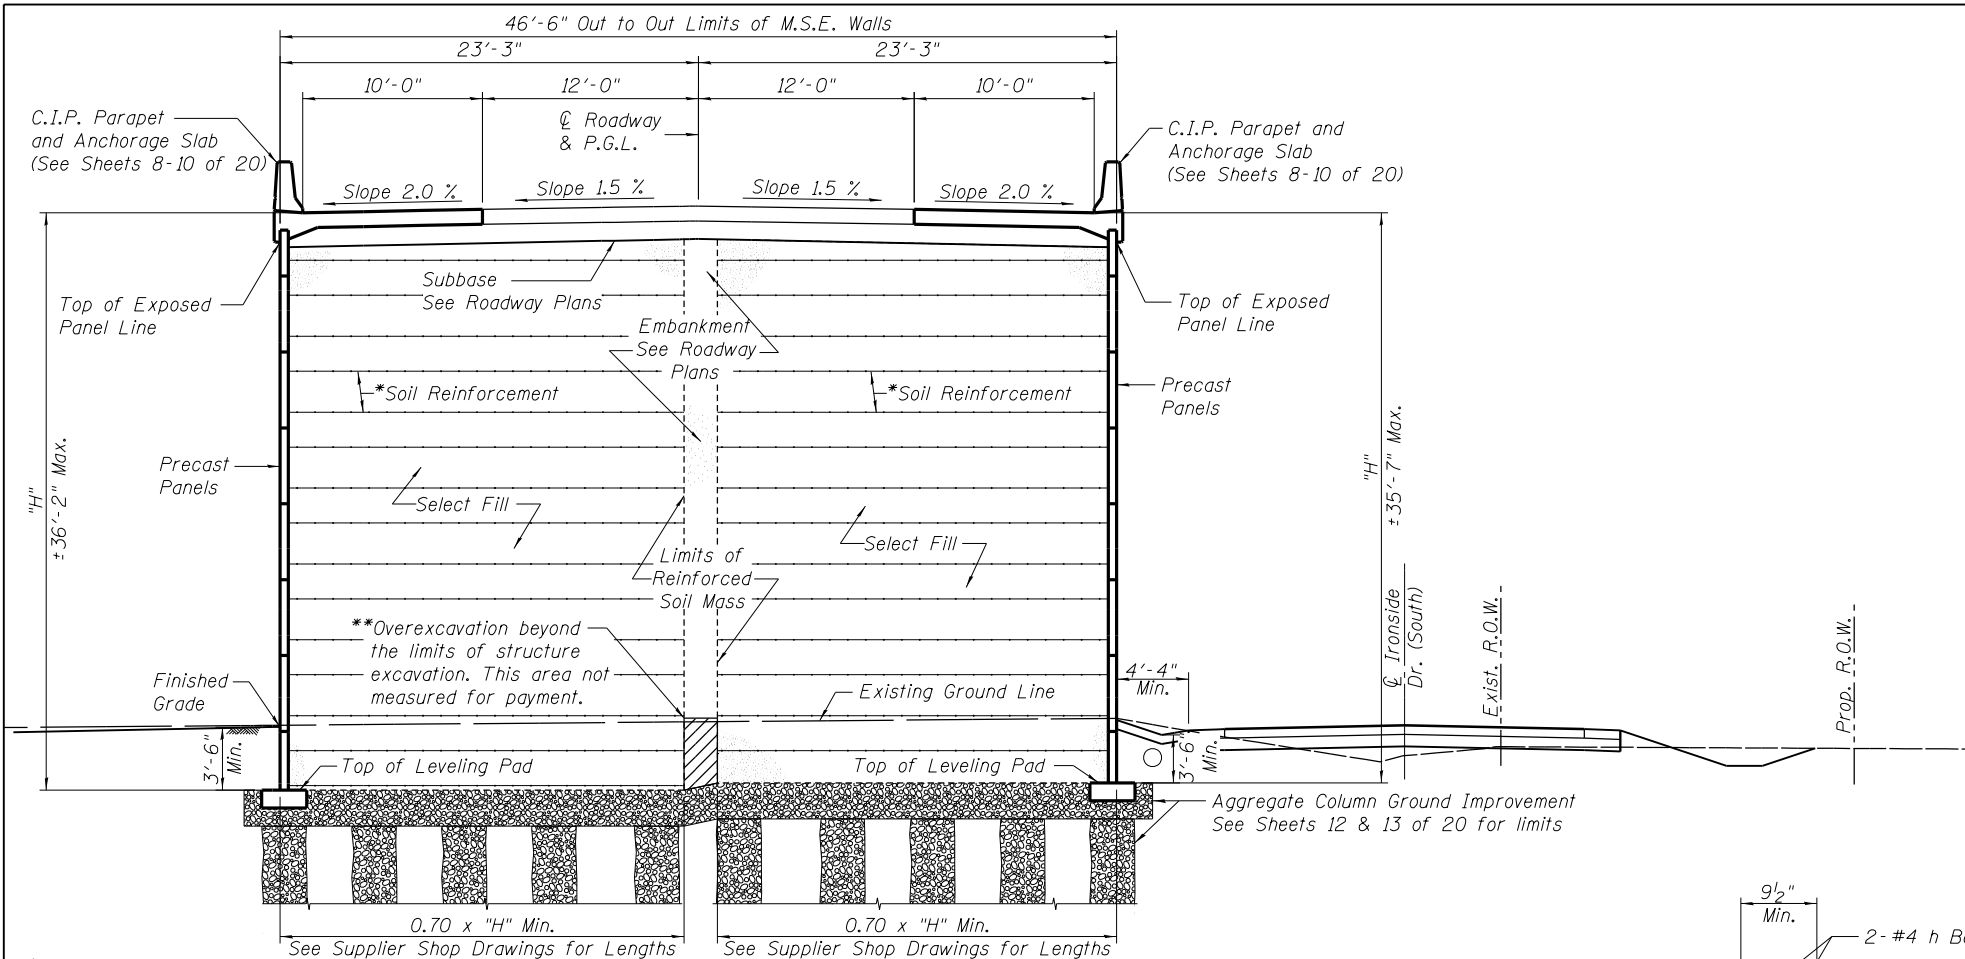 46'-6" Out to Out Limits of M.S.E. Walls
23'-3"
23'-3"
10'-0"
12'-0"
12'-0"
10'-0"
C.I.P. Parapet
and Anchorage Slab
(See Sheets 8-10 of 20)
℄ Roadway
& P.G.L.
C.I.P. Parapet and
Anchorage Slab
(See Sheets 8-10 of 20)
Slope 2.0 %
Slope 1.5 %
Slope 1.5 %
Slope 2.0 %
Subbase
See Roadway Plans
Top of Exposed
Panel Line
Top of Exposed
Panel Line
Embankment
See Roadway
Plans
*Soil Reinforcement
*Soil Reinforcement
Precast
Panels
"H"
±36'-2" Max.
"H"
±35'-7" Max.
Precast
Panels
Select Fill
Select Fill
Limits of
Reinforced
Soil Mass
**Overexcavation beyond
the limits of structure
excavation. This area not
measured for payment.
℄ Ironside
Dr. (South)
Exist. R.O.W.
Prop. R.O.W.
Finished
Grade
Existing Ground Line
4'-4"
Min.
3'-6"
Min.
Top of Leveling Pad
Top of Leveling Pad
3'-6"
Min.
Aggregate Column Ground Improvement
See Sheets 12 & 13 of 20 for limits
0.70 x "H" Min.
See Supplier Shop Drawings for Lengths
0.70 x "H" Min.
See Supplier Shop Drawings for Lengths
9½"
Min.
2-#4 h